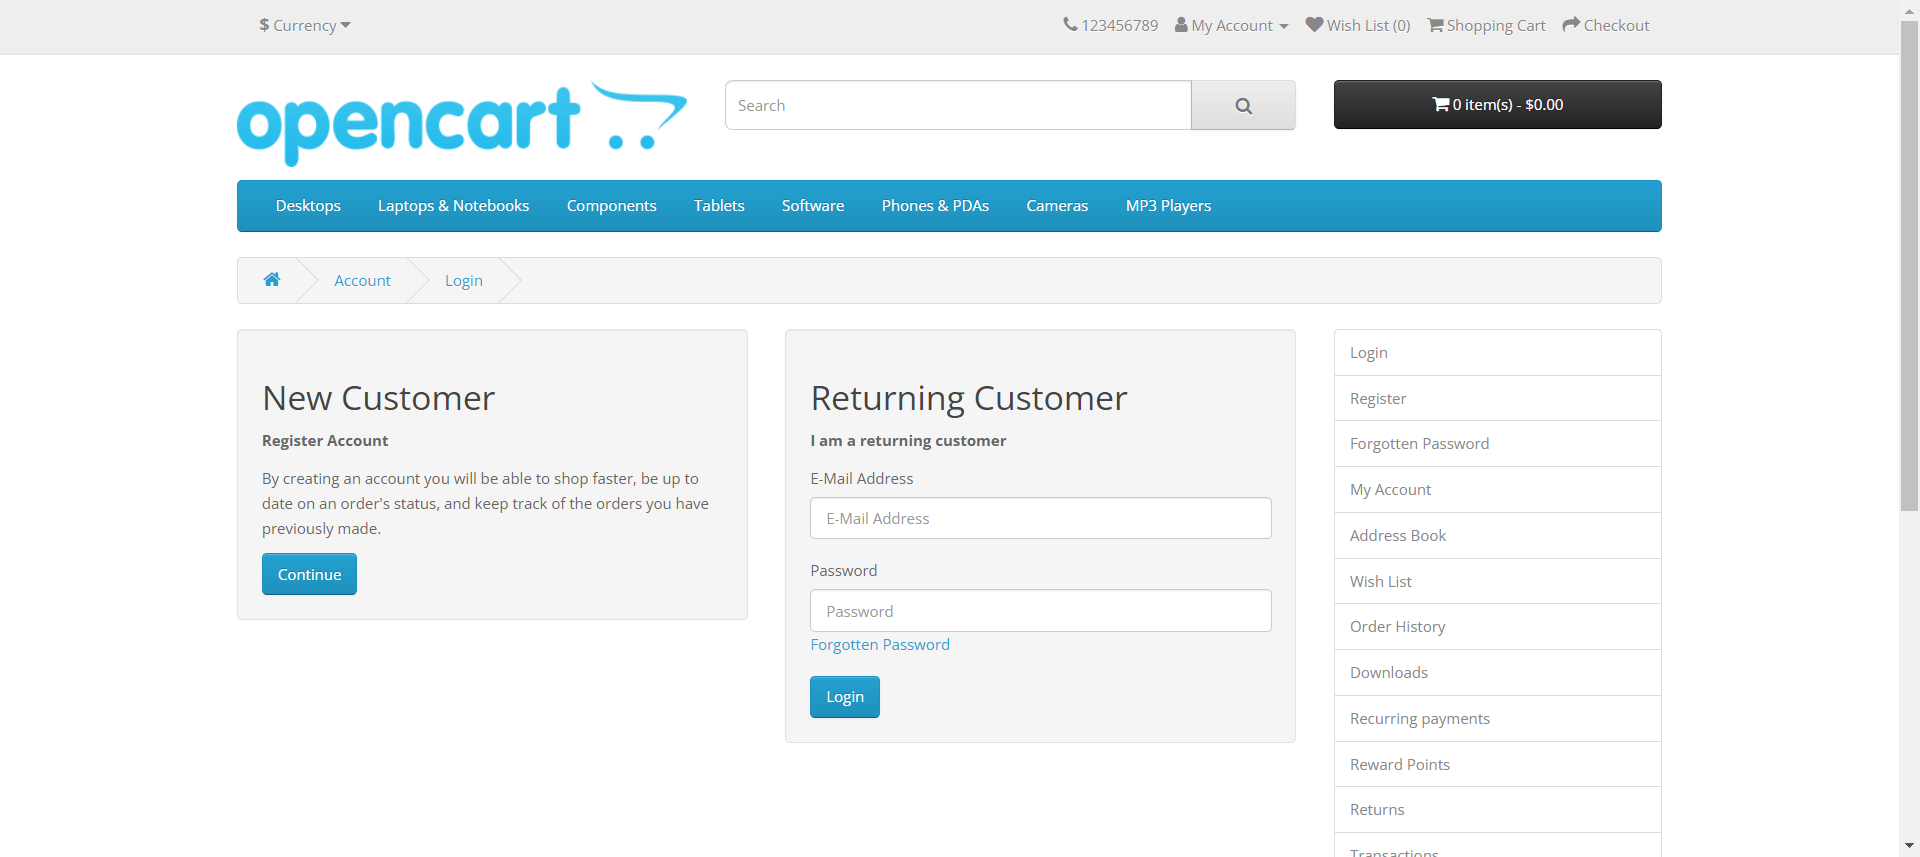 $ Currency
123456789 My Account Wish List (0) Shopping Cart Checkout
opencart
Search
0 item(s) - $0.00
Desktops Laptops & Notebooks Components Tablets Software Phones & PDAs Cameras MP3 Players
Account Login
New Customer
Register Account
By creating an account you will be able to shop faster, be up to
date on an order's status, and keep track of the orders you have
previously made.
Continue
Returning Customer
I am a returning customer
E-Mail Address
E-Mail Address
Password
Password
Forgotten Password
Login
Login
Register
Forgotten Password
My Account
Address Book
Wish List
Order History
Downloads
Recurring payments
Reward Points
Returns
Transactions